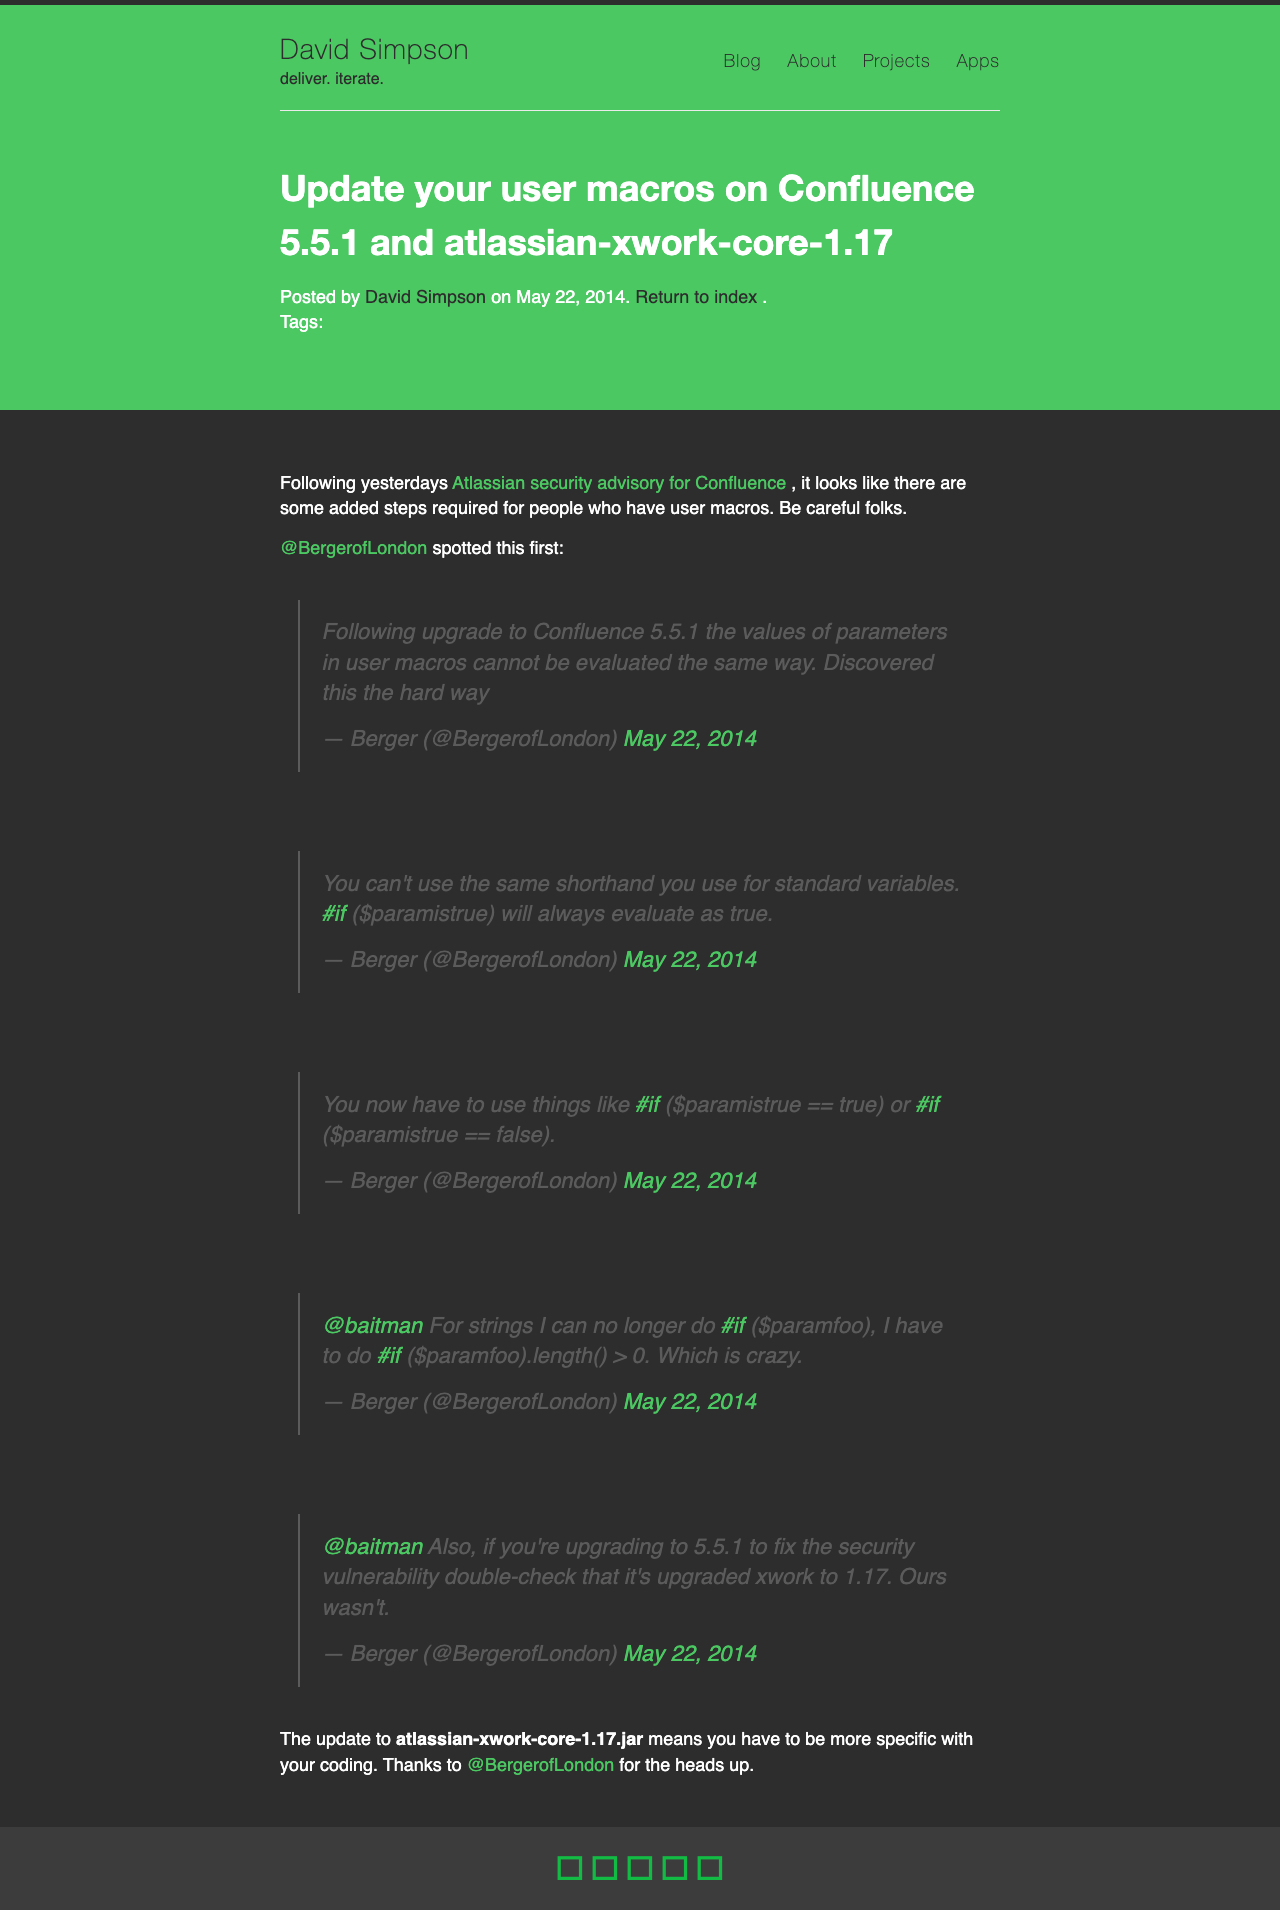 David Simpson
deliver. iterate.
Blog About Projects Apps
Update your user macros on Confluence
5.5.1 and atlassian-xwork-core-1.17
Posted by David Simpson on May 22, 2014. Return to index .
Tags:
Following yesterdays Atlassian security advisory for Confluence , it looks like there are
some added steps required for people who have user macros. Be careful folks.
@BergerofLondon spotted this first:
Following upgrade to Confluence 5.5.1 the values of parameters
in user macros cannot be evaluated the same way. Discovered
this the hard way
— Berger (@BergerofLondon) May 22, 2014
You can't use the same shorthand you use for standard variables.
#if ($paramistrue) will always evaluate as true.
— Berger (@BergerofLondon) May 22, 2014
You now have to use things like #if ($paramistrue == true) or #if
($paramistrue == false).
— Berger (@BergerofLondon) May 22, 2014
@baitman For strings I can no longer do #if ($paramfoo), I have
to do #if ($paramfoo).length() > 0. Which is crazy.
— Berger (@BergerofLondon) May 22, 2014
@baitman Also, if you're upgrading to 5.5.1 to fix the security
vulnerability double-check that it's upgraded xwork to 1.17. Ours
wasn't.
— Berger (@BergerofLondon) May 22, 2014
The update to atlassian-xwork-core-1.17.jar means you have to be more specific with
your coding. Thanks to @BergerofLondon for the heads up.